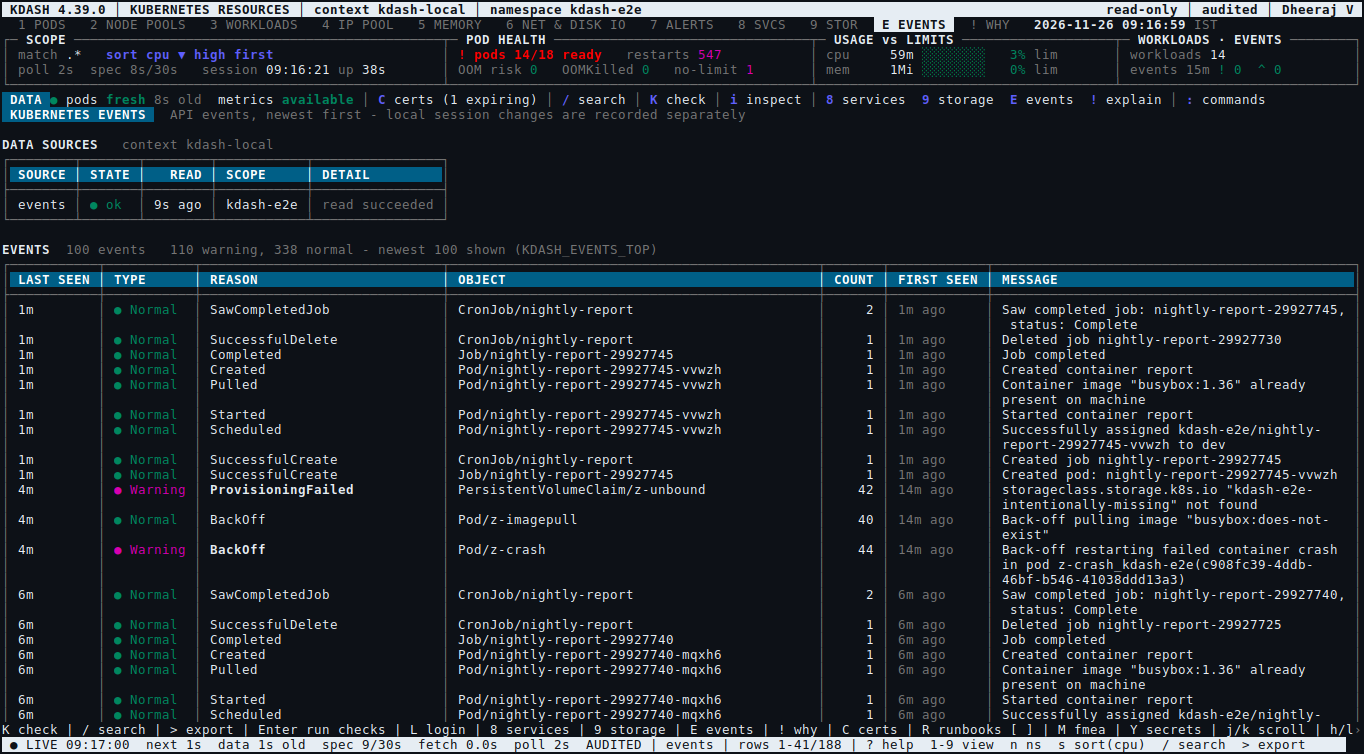 KDASH 4.39.0 │ KUBERNETES RESOURCES │ context kdash-local │ namespace kdash-e2e read-only │ audited │ Dheeraj V
1 PODS 2 NODE POOLS 3 WORKLOADS 4 IP POOL 5 MEMORY 6 NET & DISK IO 7 ALERTS 8 SVCS 9 STOR E EVENTS ! WHY 2026-11-26 09:16:59 IST
SCOPE POD HEALTH USAGE vs LIMITS WORKLOADS · EVENTS
match .* sort cpu ▼ high first ! pods 14/18 ready restarts 547 cpu 59m 3% lim workloads 14
poll 2s spec 8s/30s session 09:16:21 up 38s OOM risk 0 OOMKilled 0 no-limit 1 mem 1Mi 0% lim events 15m ! 0 ^ 0
DATA ● pods fresh 8s old metrics available │ C certs (1 expiring) │ / search │ K check │ i inspect │ 8 services 9 storage E events ! explain │ : commands
KUBERNETES EVENTS API events, newest first - local session changes are recorded separately
DATA SOURCES context kdash-local
SOURCE │ STATE │ READ │ SCOPE │ DETAIL
events │ ● ok │ 9s ago │ kdash-e2e │ read succeeded
EVENTS 100 events 110 warning, 338 normal - newest 100 shown (KDASH_EVENTS_TOP)
LAST SEEN │ TYPE │ REASON │ OBJECT │ COUNT │ FIRST SEEN │ MESSAGE
1m │ ● Normal │ SawCompletedJob │ CronJob/nightly-report │ 2 │ 1m ago │ Saw completed job: nightly-report-29927745,
status: Complete
1m │ ● Normal │ SuccessfulDelete │ CronJob/nightly-report │ 1 │ 1m ago │ Deleted job nightly-report-29927730
1m │ ● Normal │ Completed │ Job/nightly-report-29927745 │ 1 │ 1m ago │ Job completed
1m │ ● Normal │ Created │ Pod/nightly-report-29927745-vvwzh │ 1 │ 1m ago │ Created container report
1m │ ● Normal │ Pulled │ Pod/nightly-report-29927745-vvwzh │ 1 │ 1m ago │ Container image "busybox:1.36" already
present on machine
1m │ ● Normal │ Started │ Pod/nightly-report-29927745-vvwzh │ 1 │ 1m ago │ Started container report
1m │ ● Normal │ Scheduled │ Pod/nightly-report-29927745-vvwzh │ 1 │ 1m ago │ Successfully assigned kdash-e2e/nightly-
report-29927745-vvwzh to dev
1m │ ● Normal │ SuccessfulCreate │ CronJob/nightly-report │ 1 │ 1m ago │ Created job nightly-report-29927745
1m │ ● Normal │ SuccessfulCreate │ Job/nightly-report-29927745 │ 1 │ 1m ago │ Created pod: nightly-report-29927745-vvwzh
4m │ ● Warning │ ProvisioningFailed │ PersistentVolumeClaim/z-unbound │ 42 │ 14m ago │ storageclass.storage.k8s.io "kdash-e2e-
intentionally-missing" not found
4m │ ● Normal │ BackOff │ Pod/z-imagepull │ 40 │ 14m ago │ Back-off pulling image "busybox:does-not-
exist"
4m │ ● Warning │ BackOff │ Pod/z-crash │ 44 │ 14m ago │ Back-off restarting failed container crash
in pod z-crash_kdash-e2e(c908fc39-4ddb-
46bf-b546-41038ddd13a3)
6m │ ● Normal │ SawCompletedJob │ CronJob/nightly-report │ 2 │ 6m ago │ Saw completed job: nightly-report-29927740,
status: Complete
6m │ ● Normal │ SuccessfulDelete │ CronJob/nightly-report │ 1 │ 6m ago │ Deleted job nightly-report-29927725
6m │ ● Normal │ Completed │ Job/nightly-report-29927740 │ 1 │ 6m ago │ Job completed
6m │ ● Normal │ Created │ Pod/nightly-report-29927740-mqxh6 │ 1 │ 6m ago │ Created container report
6m │ ● Normal │ Pulled │ Pod/nightly-report-29927740-mqxh6 │ 1 │ 6m ago │ Container image "busybox:1.36" already
present on machine
6m │ ● Normal │ Started │ Pod/nightly-report-29927740-mqxh6 │ 1 │ 6m ago │ Started container report
6m │ ● Normal │ Scheduled │ Pod/nightly-report-29927740-mqxh6 │ 1 │ 6m ago │ Successfully assigned kdash-e2e/nightly-
K check | / search | > export | Enter run checks | L login | 8 services | 9 storage | E events | ! why | C certs | R runbooks [ ] | M fmea | Y secrets | j/k scroll | h/l›
● LIVE 09:17:00 next 1s data 1s old spec 9/30s fetch 0.0s poll 2s AUDITED | events | rows 1-41/188 | ? help 1-9 view n ns s sort(cpu) / search > export